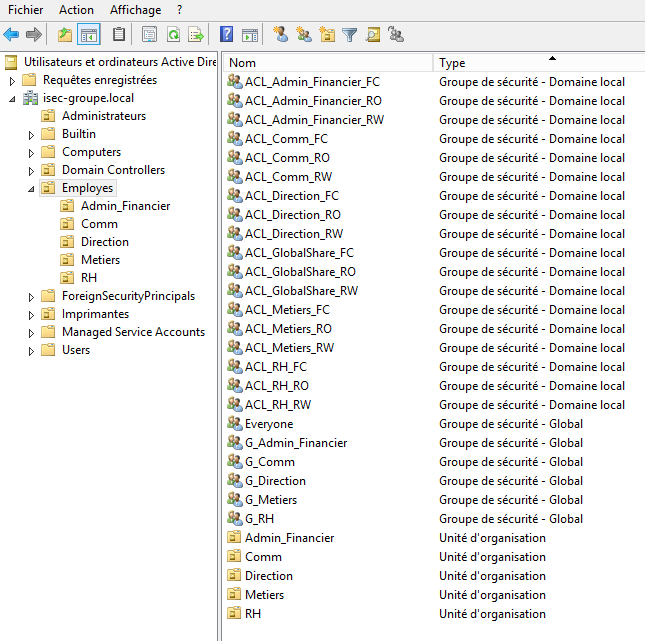 Fichier Action Affichage ?
Utilisateurs et ordinateurs Active Dire
Requêtes enregistrées
isec-groupe.local
Administrateurs
Builtin
Computers
Domain Controllers
Employes
Admin_Financier
Comm
Direction
Metiers
RH
ForeignSecurityPrincipals
Imprimantes
Managed Service Accounts
Users
Nom Type
ACL_Admin_Financier_FC Groupe de sécurité - Domaine local
ACL_Admin_Financier_RO Groupe de sécurité - Domaine local
ACL_Admin_Financier_RW Groupe de sécurité - Domaine local
ACL_Comm_FC Groupe de sécurité - Domaine local
ACL_Comm_RO Groupe de sécurité - Domaine local
ACL_Comm_RW Groupe de sécurité - Domaine local
ACL_Direction_FC Groupe de sécurité - Domaine local
ACL_Direction_RO Groupe de sécurité - Domaine local
ACL_Direction_RW Groupe de sécurité - Domaine local
ACL_GlobalShare_FC Groupe de sécurité - Domaine local
ACL_GlobalShare_RO Groupe de sécurité - Domaine local
ACL_GlobalShare_RW Groupe de sécurité - Domaine local
ACL_Metiers_FC Groupe de sécurité - Domaine local
ACL_Metiers_RO Groupe de sécurité - Domaine local
ACL_Metiers_RW Groupe de sécurité - Domaine local
ACL_RH_FC Groupe de sécurité - Domaine local
ACL_RH_RO Groupe de sécurité - Domaine local
ACL_RH_RW Groupe de sécurité - Domaine local
Everyone Groupe de sécurité - Global
G_Admin_Financier Groupe de sécurité - Global
G_Comm Groupe de sécurité - Global
G_Direction Groupe de sécurité - Global
G_Metiers Groupe de sécurité - Global
G_RH Groupe de sécurité - Global
Admin_Financier Unité d'organisation
Comm Unité d'organisation
Direction Unité d'organisation
Metiers Unité d'organisation
RH Unité d'organisation